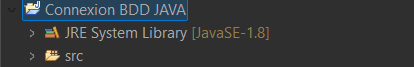 Connexion BDD JAVA
JRE System Library [JavaSE-1.8]
src